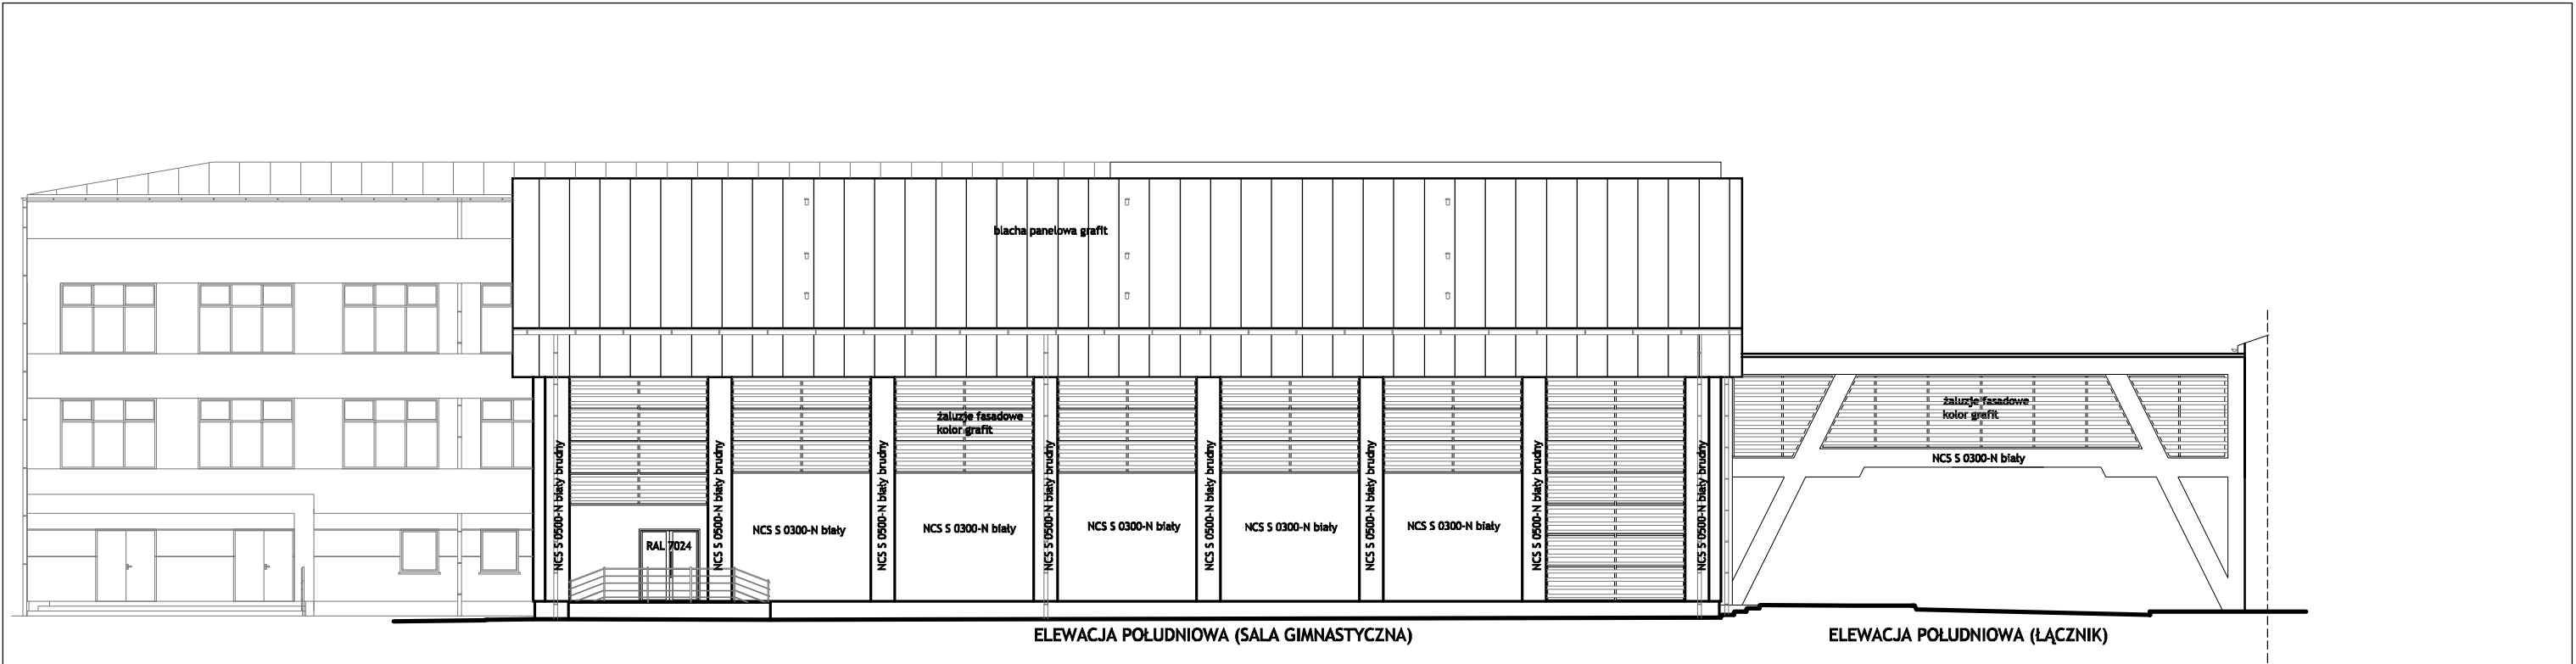 blacha panelowa grafit
żaluzje fasadowe
kolor grafit
żaluzje fasadowe
kolor grafit
NCS S 0300-N biały
NCS S 0500-N biały brudny
NCS S 0500-N biały brudny
NCS S 0500-N biały brudny
NCS S 0500-N biały brudny
NCS S 0500-N biały brudny
NCS S 0500-N biały brudny
NCS S 0500-N biały brudny
NCS S 0500-N biały brudny
RAL 7024
NCS S 0300-N biały
NCS S 0300-N biały
NCS S 0300-N biały
NCS S 0300-N biały
NCS S 0300-N biały
ELEWACJA POŁUDNIOWA (SALA GIMNASTYCZNA)
ELEWACJA POŁUDNIOWA (ŁĄCZNIK)